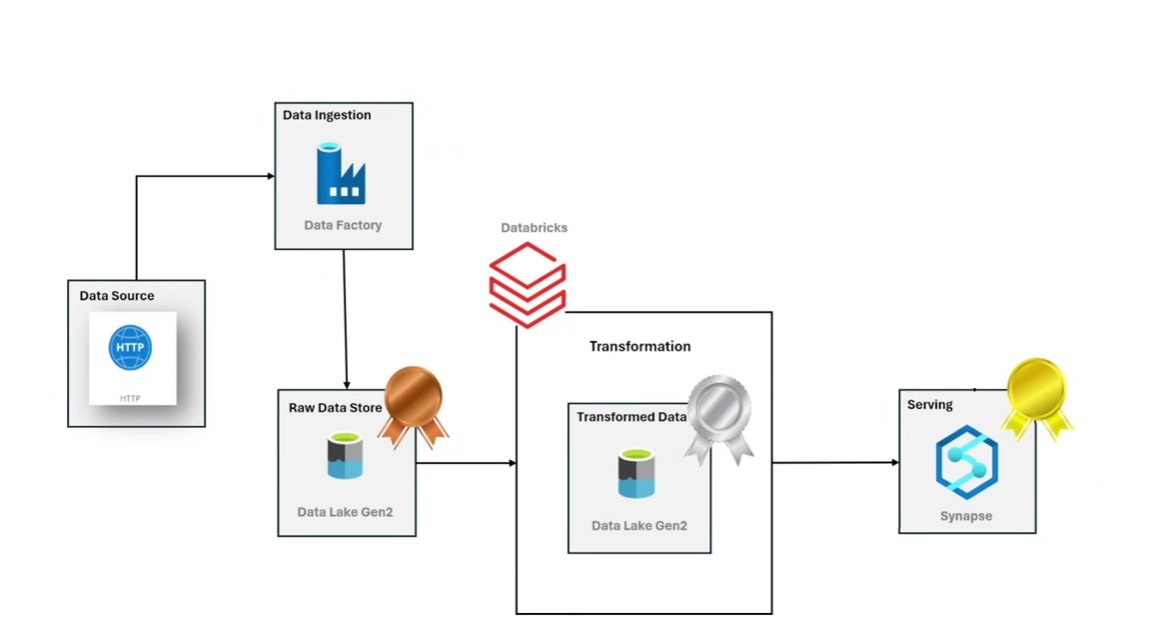 Data Ingestion
Data Factory
Databricks
Data Source
HTTP
HTTP
Transformation
Raw Data Store
Data Lake Gen2
Transformed Data
Data Lake Gen2
Serving
Synapse